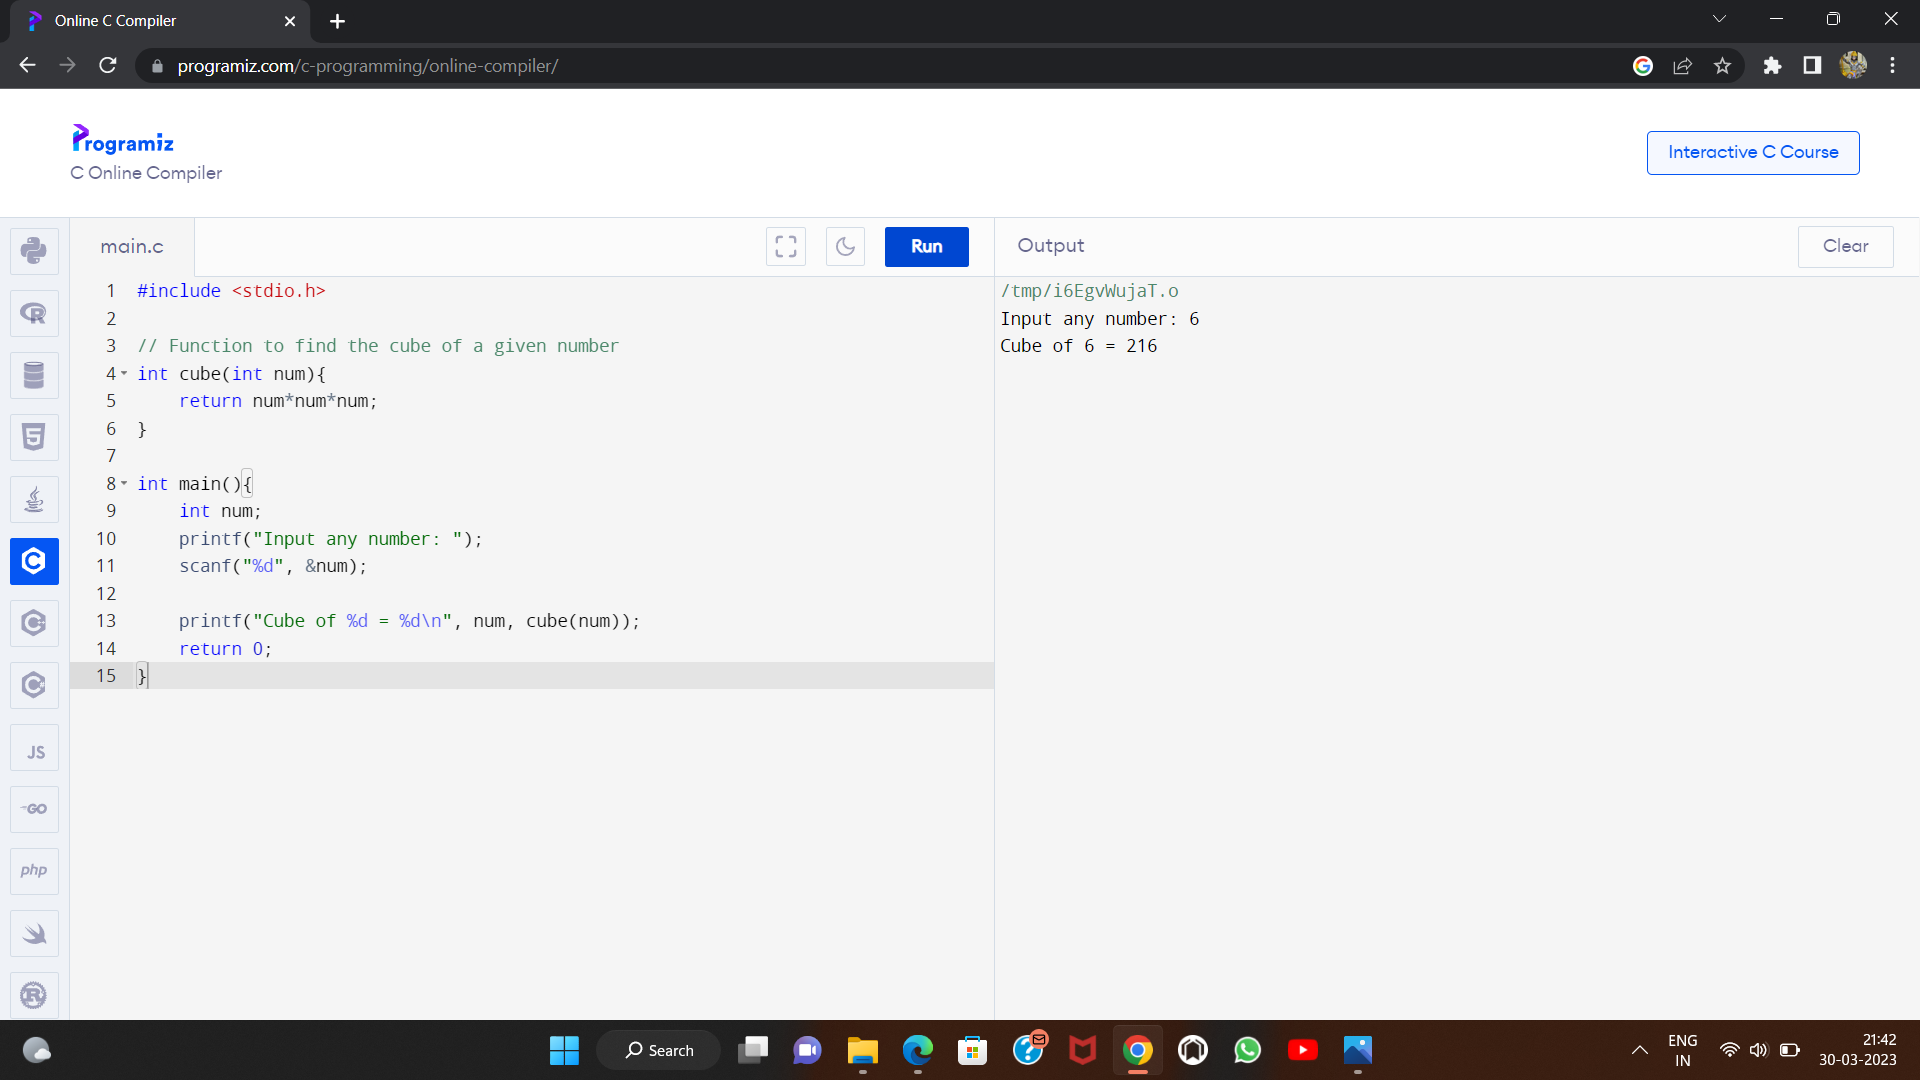 Online C Compiler
programiz.com/c-programming/online-compiler/
Programiz
C Online Compiler
Interactive C Course
main.c
Run
Output
Clear
1 #include <stdio.h>
2
3 // Function to find the cube of a given number
4 int cube(int num){
5 return num*num*num;
6 }
7
8 int main(){
9 int num;
10 printf("Input any number: ");
11 scanf("%d", &num);
12
13 printf("Cube of %d = %d\n", num, cube(num));
14 return 0;
15 }
/tmp/i6EgvWujaT.o
Input any number: 6
Cube of 6 = 216
JS
GO
php
Search
ENG
IN
21:42
30-03-2023